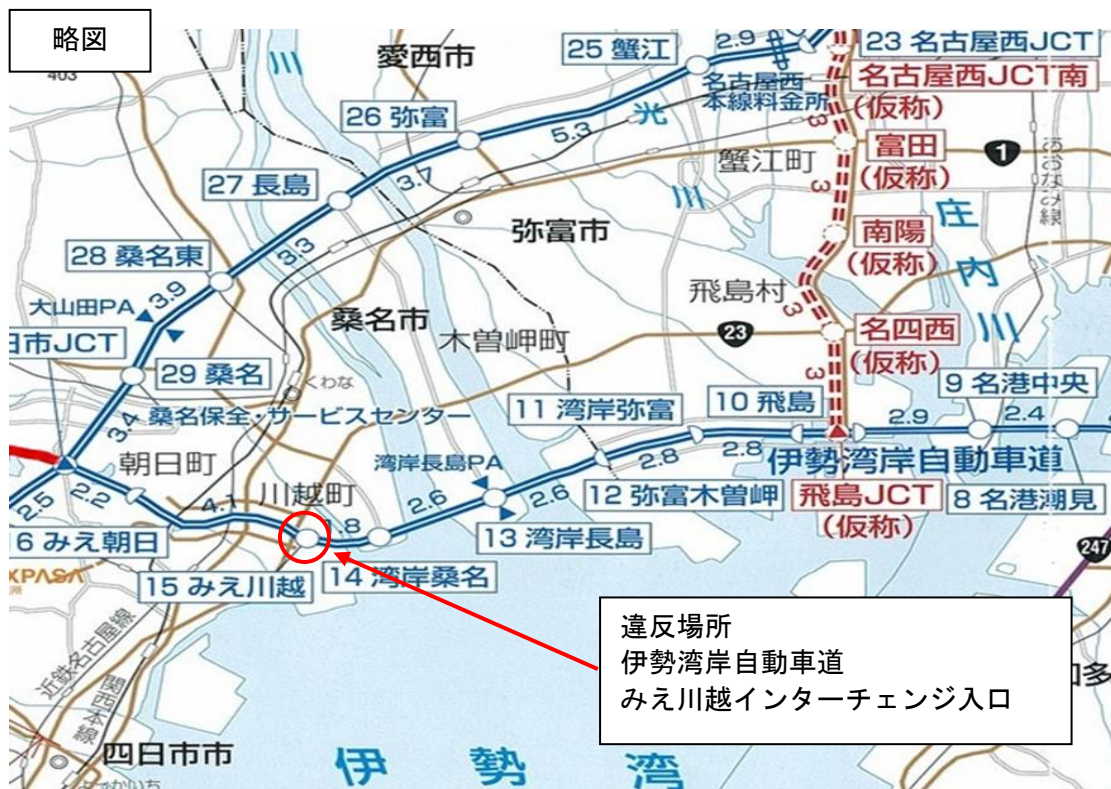 略図
403
川
愛西市
25 蟹江
2.9
23 名古屋西JCT
名古屋西JCT南
(仮称)
名古屋西
本線料金所
光
川
26 弥富
5.3
3
蟹江町
富田
(仮称)
1
27 長島
3.7
弥富市
3
庄
内
川
南陽
(仮称)
28 桑名東
3.3
大山田PA
3.9
桑名市
木曽岬町
飛島村
3
23
名四西
(仮称)
日市JCT
29 桑名
くわな
桑名保全・サービスセンター
3.4
11 湾岸弥富
10 飛島
3
9 名港中央
2.9
2.4
朝日町
湾岸長島PA
2.8
2.8
伊勢湾岸自動車道
2.5
2.2
4.1
川越町
2.6
2.6
12 弥富木曽岬
飛島JCT
(仮称)
8 名港潮見
16 みえ朝日
1.8
13 湾岸長島
247
EXPASA
15 みえ川越
14 湾岸桑名
違反場所
伊勢湾岸自動車道
みえ川越インターチェンジ入口
近鉄名古屋線
関西本線
知多
四日市市
伊勢湾